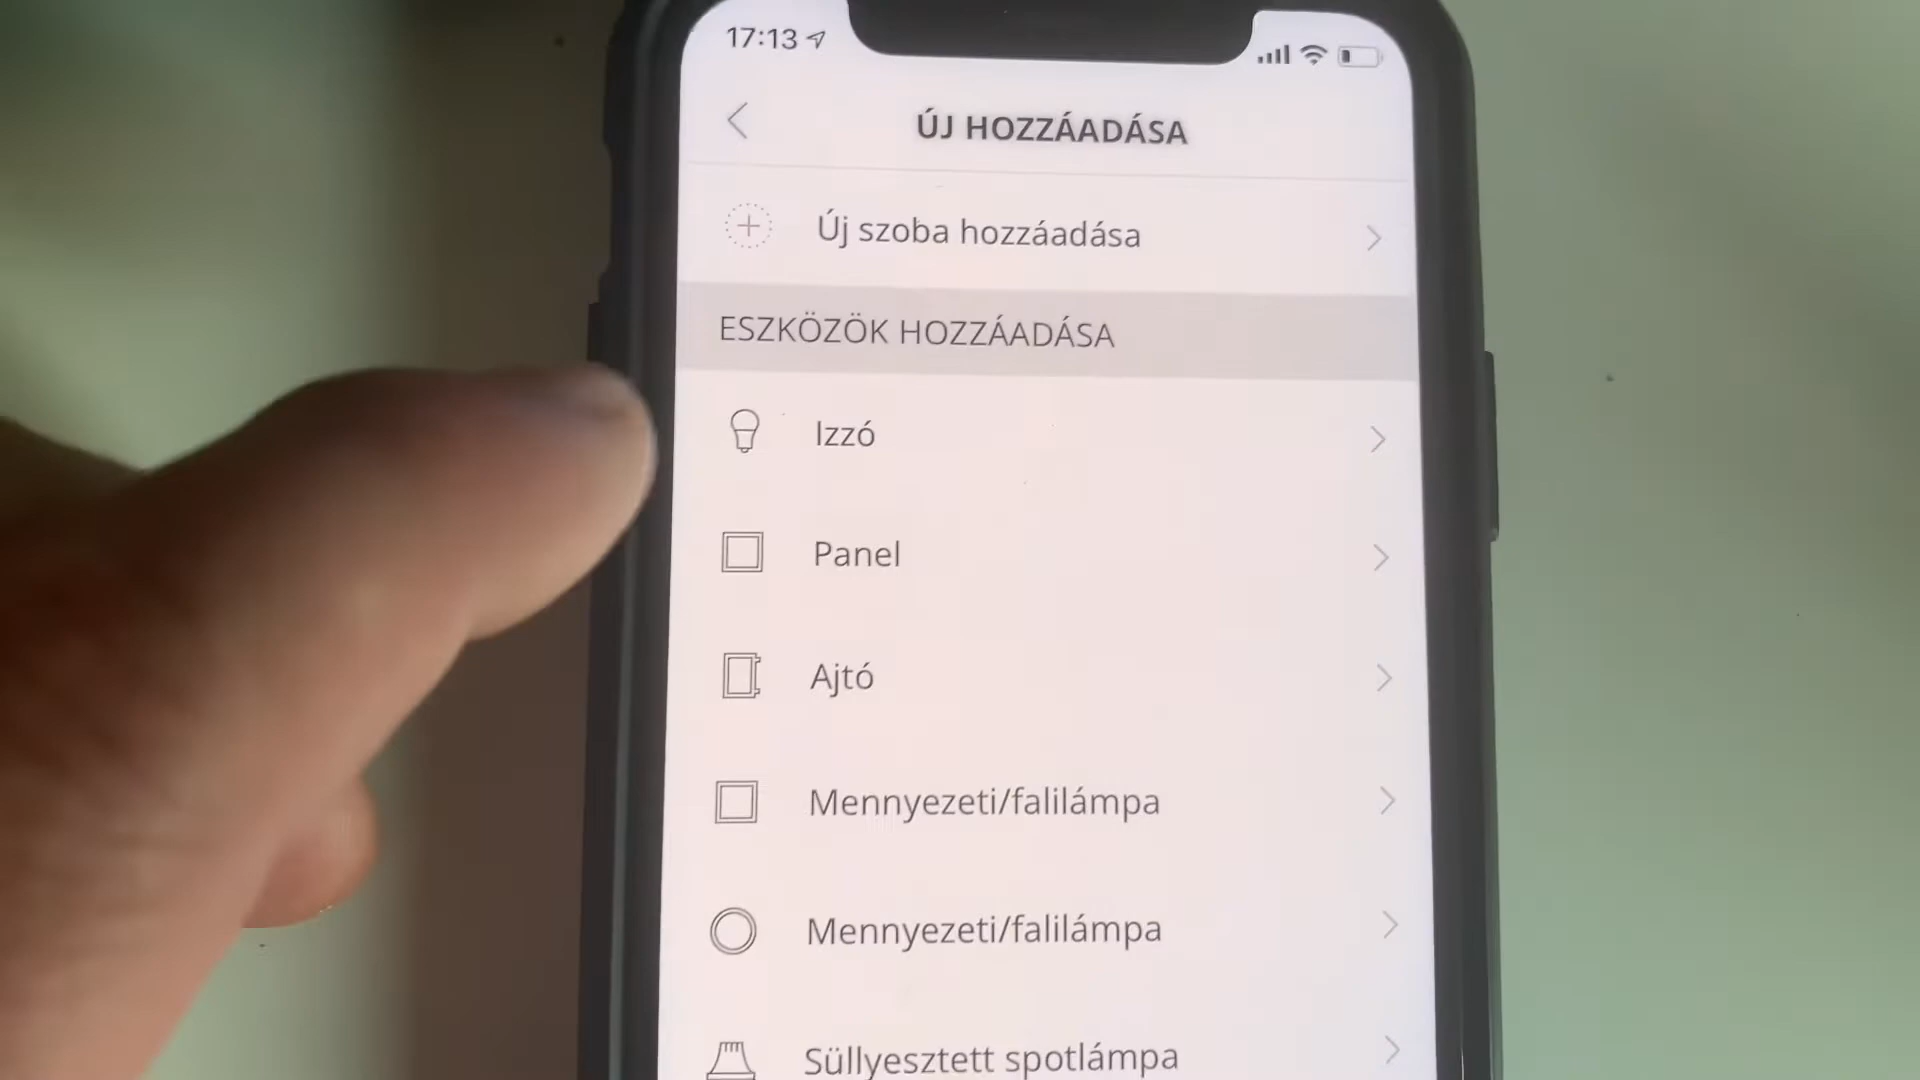 17:13
ÚJ HOZZÁADÁSA
Új szoba hozzáadása
ESZKÖZÖK HOZZÁADÁSA
Izzó
Panel
Ajtó
Mennyezeti/falilámpa
Mennyezeti/falilámpa
Süllyesztett spotlámpa